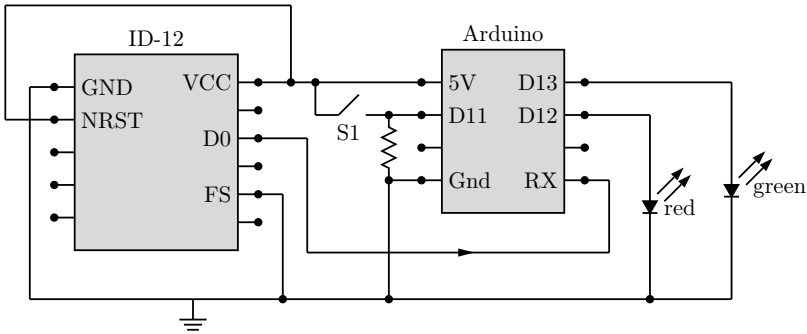 ID-12
Arduino
GND
VCC
5V
D13
NRST
D11
D12
S1
D0
FS
Gnd
RX
red
green